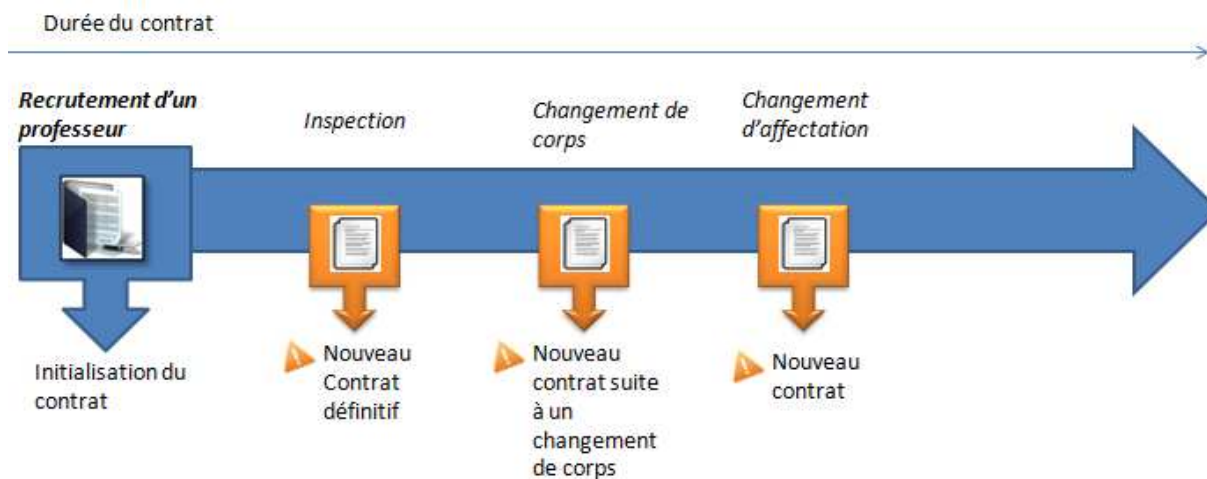 Durée du contrat
Recrutement d'un
professeur
Inspection
Changement de
corps
Changement
d'affectation
Initialisation du
contrat
Nouveau
Contrat
définitif
Nouveau
contrat suite
à un
changement
de corps
Nouveau
contrat